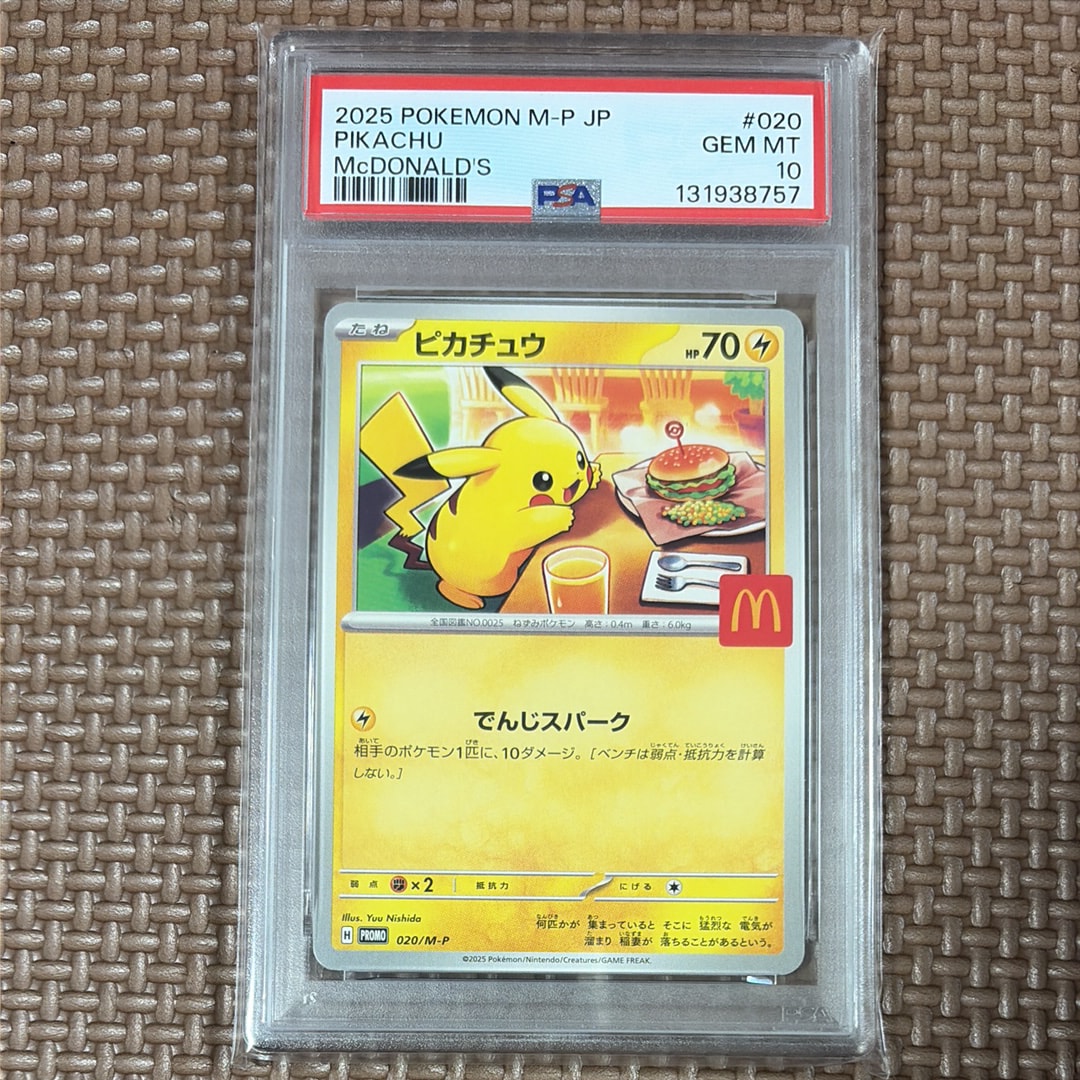 2025 POKEMON M-P JP #020
PIKACHU GEM MT
McDONALD'S 10
PSA 131938757
たね ピカチュウ HP70
M
全国図鑑NO.0025 ねずみポケモン 高さ:0.4m 重さ:6.0kg
でんじスパーク
相手のポケモン1匹に、10ダメージ。[ベンチは弱点・抵抗力を計算
しない。]
弱点 ×2 抵抗力 にげる
Illus. Yuu Nishida
何匹かが 集まっていると そこに 猛烈な 電気が
溜まり 稲妻が 落ちることがあるという。
H PROMO 020/M-P
©2025 Pokémon/Nintendo/Creatures/GAME FREAK.